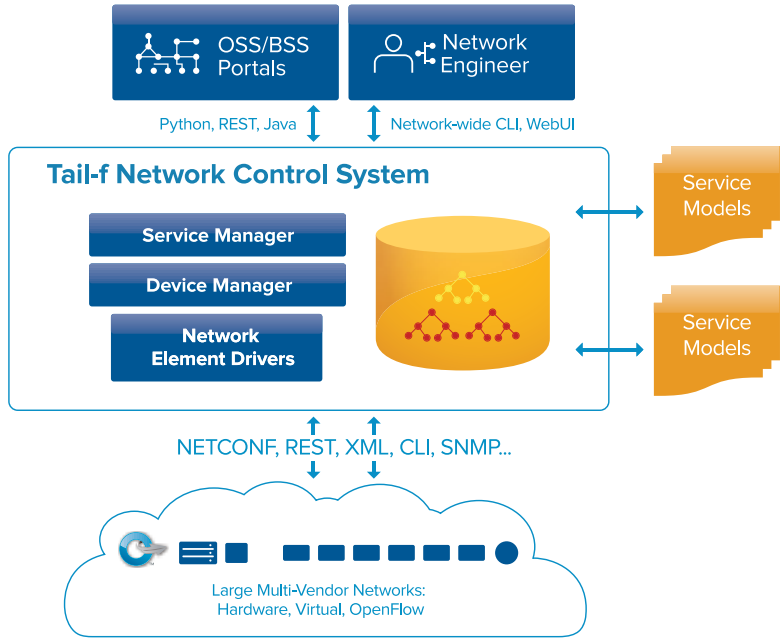 OSS/BSS
Portals
Network
Engineer
Python, REST, Java
Network-wide CLI, WebUI
Tail-f Network Control System
Service Manager
Device Manager
Network
Element Drivers
Service
Models
Service
Models
NETCONF, REST, XML, CLI, SNMP...
Large Multi-Vendor Networks:
Hardware, Virtual, OpenFlow